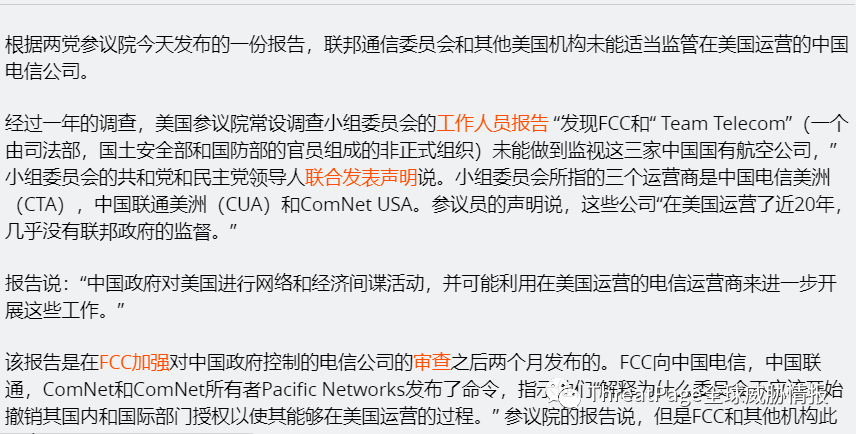 根据两党参议院今天发布的一份报告，联邦通信委员会和其他美国机构未能适当监管在美国运营的中国
电信公司。
经过一年的调查，美国参议院常设调查小组委员会的工作人员报告 “发现FCC和“ Team Telecom”（一个
由司法部，国土安全部和国防部的官员组成的非正式组织）未能做到监视这三家中国国有航空公司，”
小组委员会的共和党和民主党领导人联合发表声明说。小组委员会所指的三个运营商是中国电信美洲
（CTA），中国联通美洲（CUA）和ComNet USA。参议员的声明说，这些公司“在美国运营了近20年，
几乎没有联邦政府的监督。”
报告说：“中国政府对美国进行网络和经济间谍活动，并可能利用在美国运营的电信运营商来进一步开
展这些工作。”
该报告是在FCC加强对中国政府控制的电信公司的审查之后两个月发布的。FCC向中国电信，中国联
通，ComNet和ComNet所有者Pacific Networks发布了命令，指示他们“解释为什么委员会不应该开始
撤销其国内和国际部门授权以使其能够在美国运营的过程。” 参议院的报告说，但是FCC和其他机构此
ThreatPage全球威胁情报